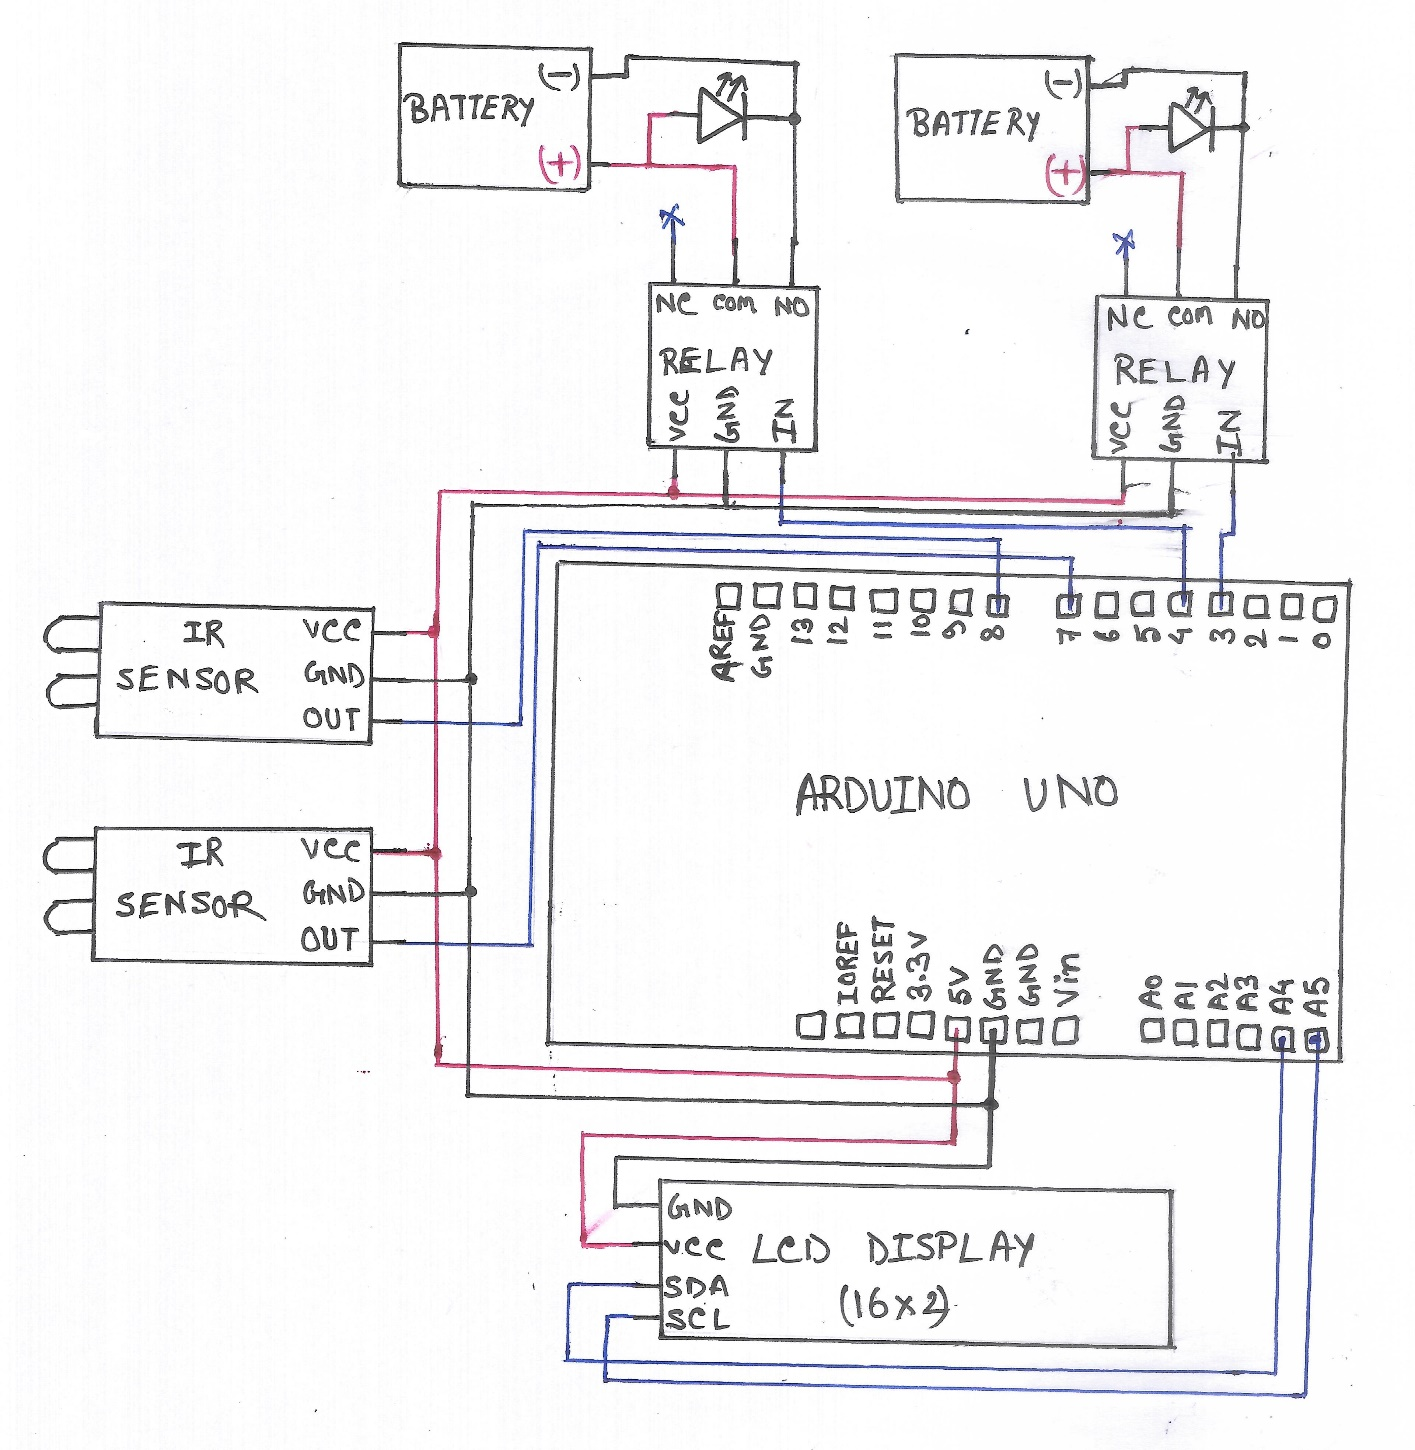 BATTERY
(-)
(+)
BATTERY
(-)
(+)
NC COM NO
RELAY
VCC
GND
IN
NC COM NO
RELAY
VCC
GND
IN
AREF
GND
13
12
11
10
9
8
7
6
5
4
3
2
1
0
IR
SENSOR
VCC
GND
OUT
ARDUINO UNO
IR
SENSOR
VCC
GND
OUT
IOREF
RESET
3.3V
5V
GND
GND
Vin
A0
A1
A2
A3
A4
A5
GND
VCC
SDA
SCL
LCD DISPLAY
(16x2)